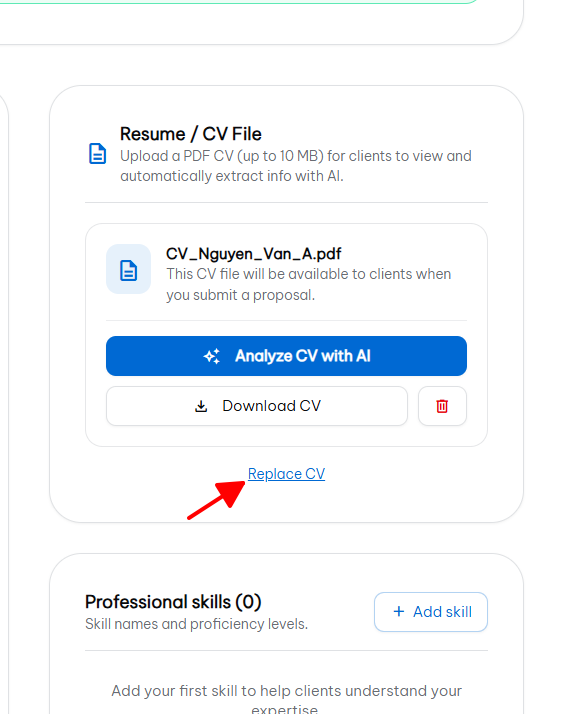 Resume / CV File
Upload a PDF CV (up to 10 MB) for clients to view and
automatically extract info with AI.
CV_Nguyen_Van_A.pdf
This CV file will be available to clients when
you submit a proposal.
Analyze CV with AI
Download CV
Replace CV
Professional skills (0)
Skill names and proficiency levels.
+ Add skill
Add your first skill to help clients understand your
expertise.